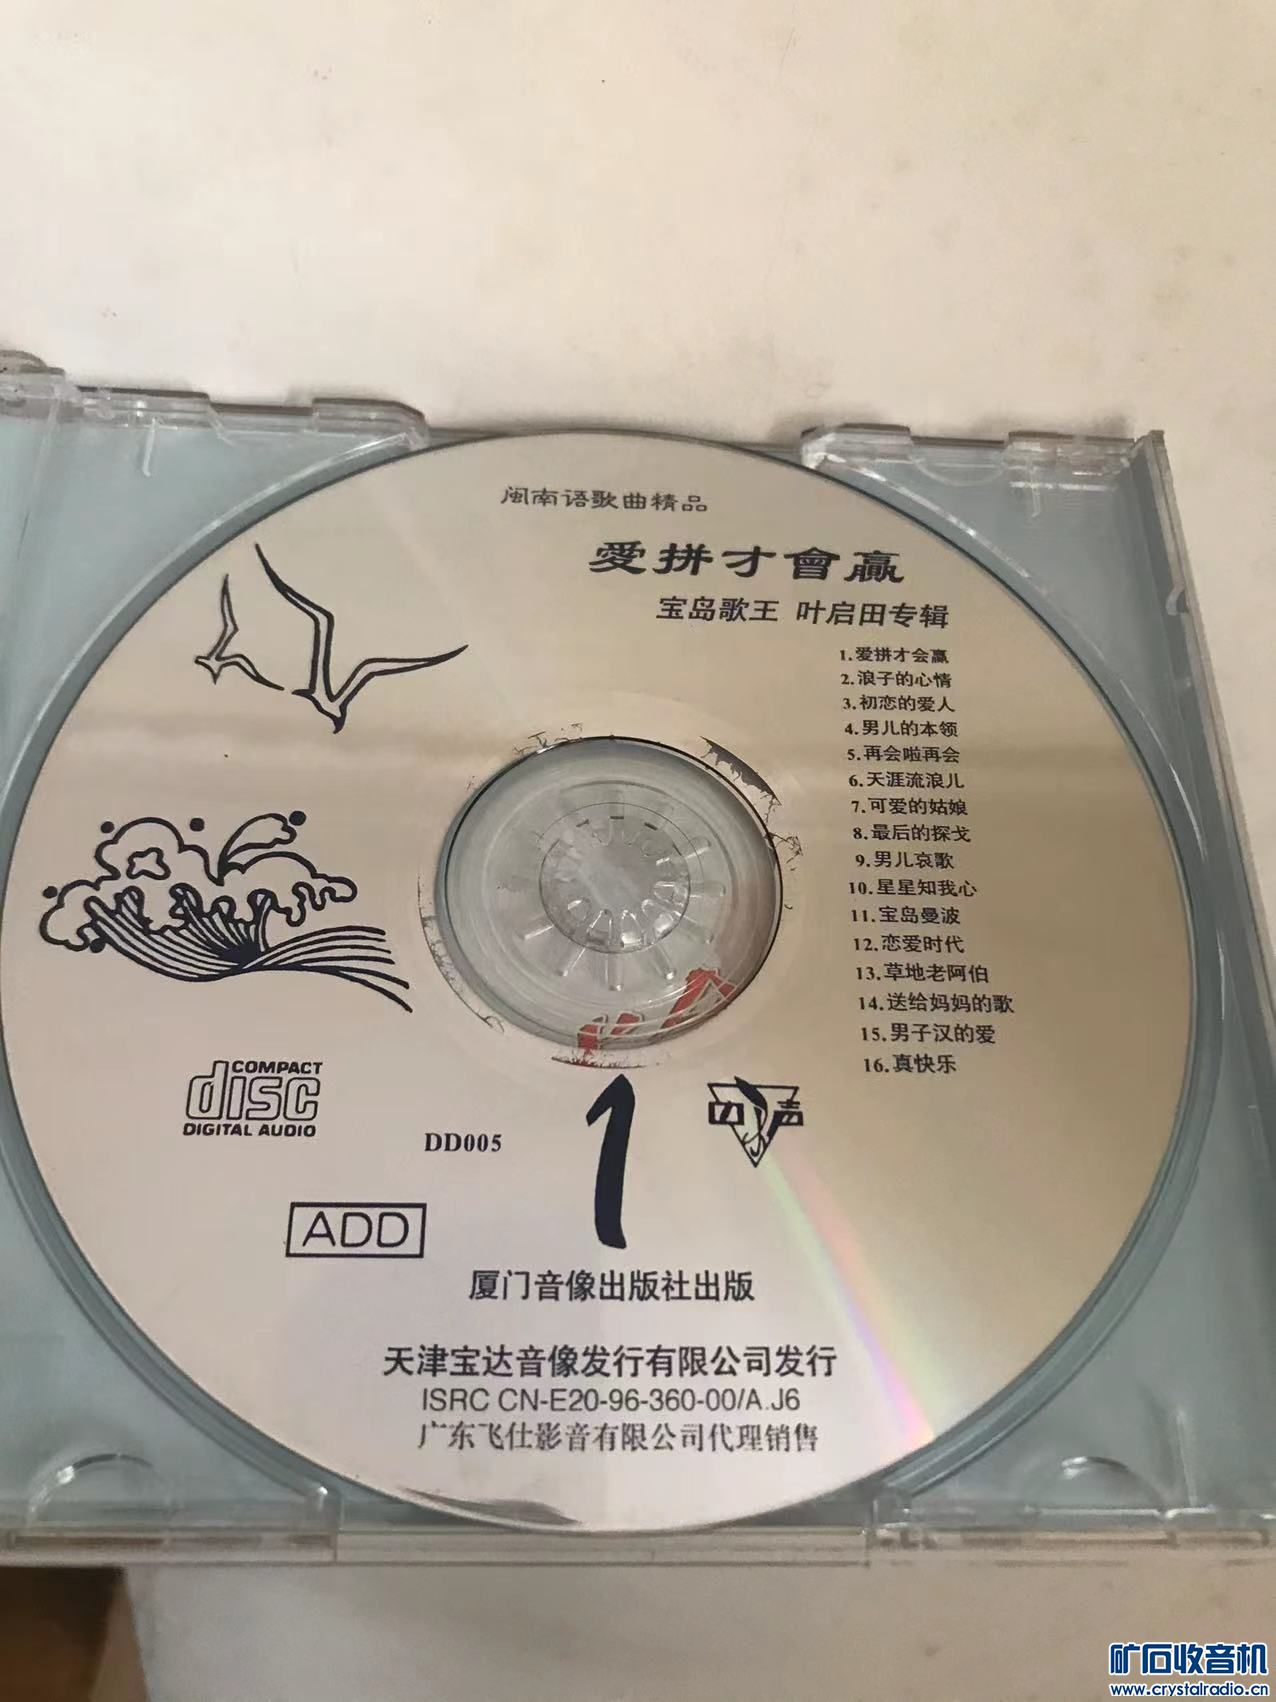 闽南语歌曲精品
愛拼才會贏
宝岛歌王 叶启田专辑
1.爱拼才会赢
2.浪子的心情
3.初恋的爱人
4.男儿的本领
5.再会啦再会
6.天涯流浪儿
7.可爱的姑娘
8.最后的探戈
9.男儿哀歌
10.星星知我心
11.宝岛曼波
12.恋爱时代
13.草地老阿伯
14.送给妈妈的歌
15.男子汉的爱
16.真快乐
COMPACT
disc
DIGITAL AUDIO
DD005
1
声
ADD
厦门音像出版社出版
天津宝达音像发行有限公司发行
ISRC CN-E20-96-360-00/A.J6
广东飞仕影音有限公司代理销售
矿石收音机
www.crystalradio.cn